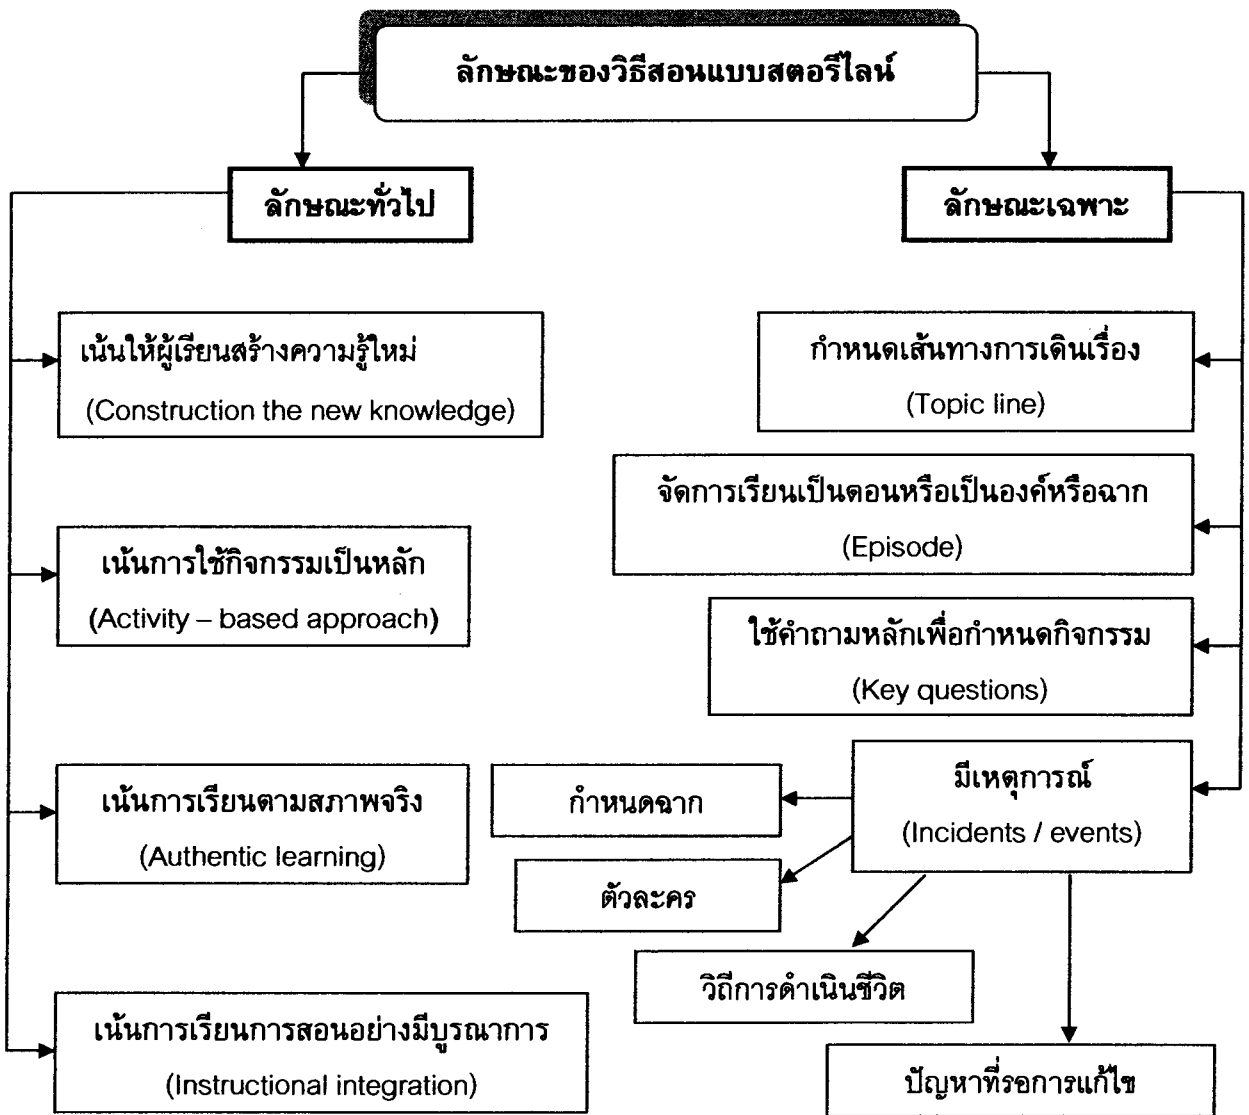 ลักษณะของวิธีสอนแบบสตอรีไลน์
ลักษณะทั่วไป
เน้นให้ผู้เรียนสร้างความรู้ใหม่
(Construction the new knowledge)
เน้นการใช้กิจกรรมเป็นหลัก
(Activity – based approach)
เน้นการเรียนตามสภาพจริง
(Authentic learning)
เน้นการเรียนการสอนอย่างมีบูรณาการ
(Instructional integration)
ลักษณะเฉพาะ
กำหนดเส้นทางการเดินเรื่อง
(Topic line)
จัดการเรียนเป็นตอนหรือเป็นองค์หรือฉาก
(Episode)
ใช้คำถามหลักเพื่อกำหนดกิจกรรม
(Key questions)
มีเหตุการณ์
(Incidents / events)
กำหนดฉาก
ตัวละคร
วิถีการดำเนินชีวิต
ปัญหาที่รอการแก้ไข